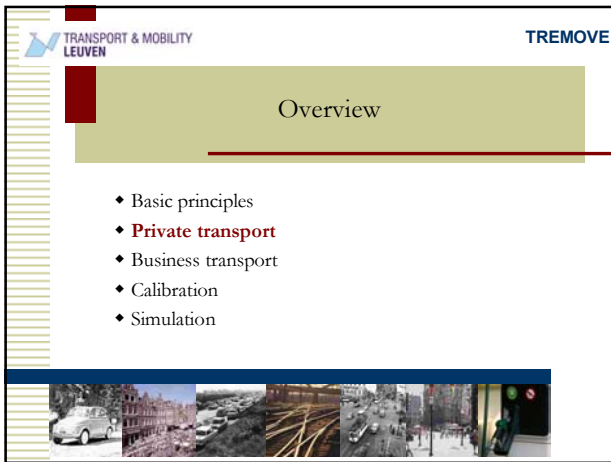 TRANSPORT & MOBILITY
LEUVEN
TREMOVE
Overview
Basic principles
Private transport
Business transport
Calibration
Simulation